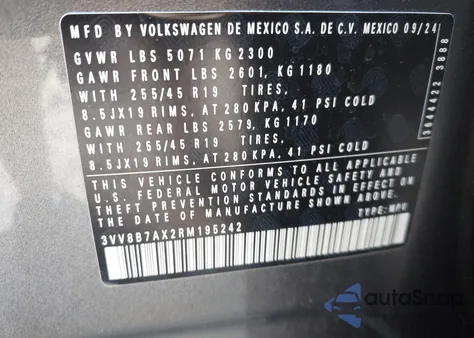 MFD BY VOLKSWAGEN DE MEXICO S.A. DE C.V. MEXICO 09/24
GVWR LBS 5071 KG 2300
GAWR FRONT LBS 2601, KG 1180
WITH 255/45 R19 TIRES,
8.5JX19 RIMS, AT 280 KPA, 41 PSI COLD
GAWR REAR LBS 2579, KG 1170
WITH 255/45 R19 TIRES,
8.5JX19 RIMS, AT 280 KPA, 41 PSI COLD
THIS VEHICLE CONFORMS TO ALL APPLICABLE
U.S. FEDERAL MOTOR VEHICLE SAFETY AND
THEFT PREVENTION STANDARDS IN EFFECT ON
THE DATE OF MANUFACTURE SHOWN ABOVE.
3VV8B7AX2RM195242
TYPE: MPV
autoSnap